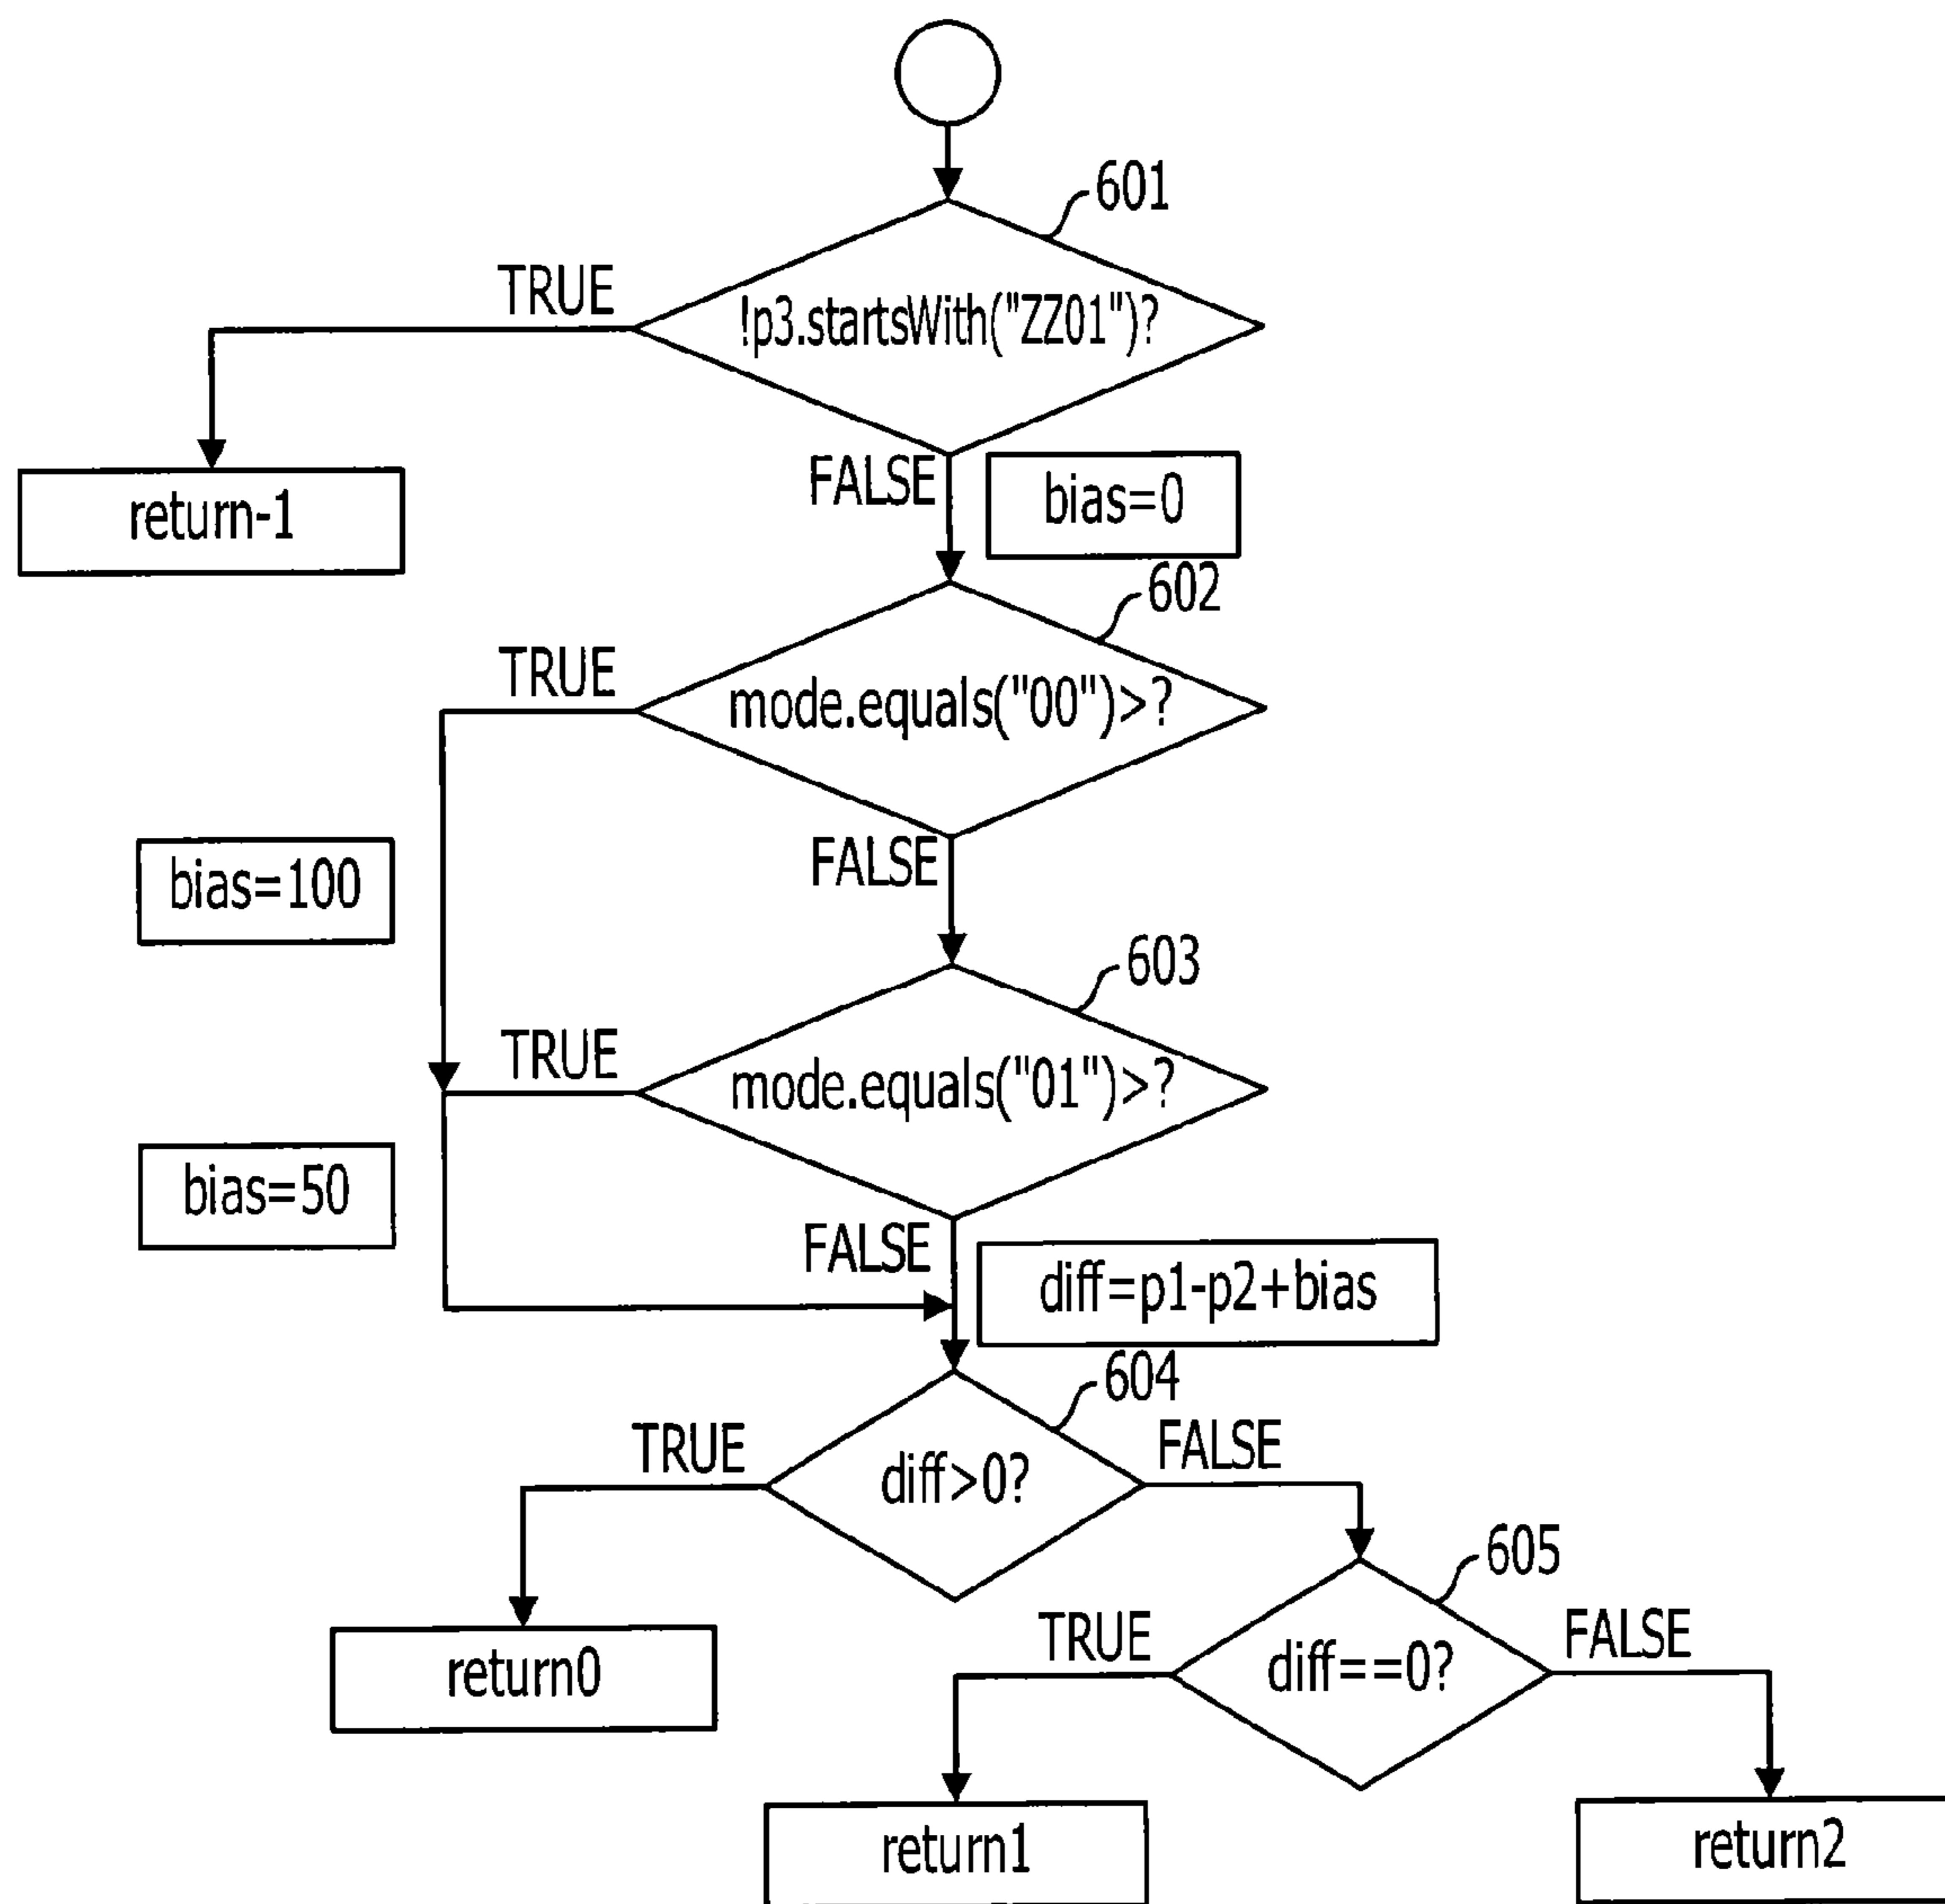 601
TRUE
!p3.startsWith("ZZ01")?
FALSE
bias=0
return-1
602
TRUE
mode.equals("00")>?
FALSE
bias=100
603
TRUE
mode.equals("01")>?
bias=50
FALSE
diff=p1-p2+bias
604
TRUE
diff>0?
FALSE
605
return0
TRUE
diff==0?
FALSE
return1
return2